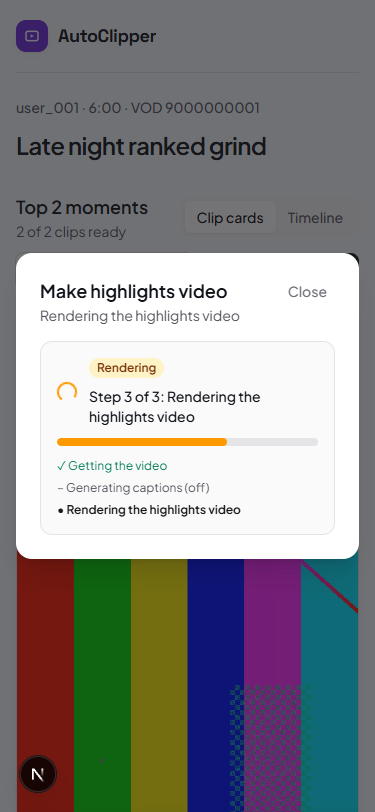 AutoClipper
user_001 · 6:00 · VOD 9000000001
Late night ranked grind
Top 2 moments
2 of 2 clips ready
Clip cards
Timeline
Make highlights video
Close
Rendering the highlights video
Rendering
Step 3 of 3: Rendering the
highlights video
✓ Getting the video
– Generating captions (off)
• Rendering the highlights video
N